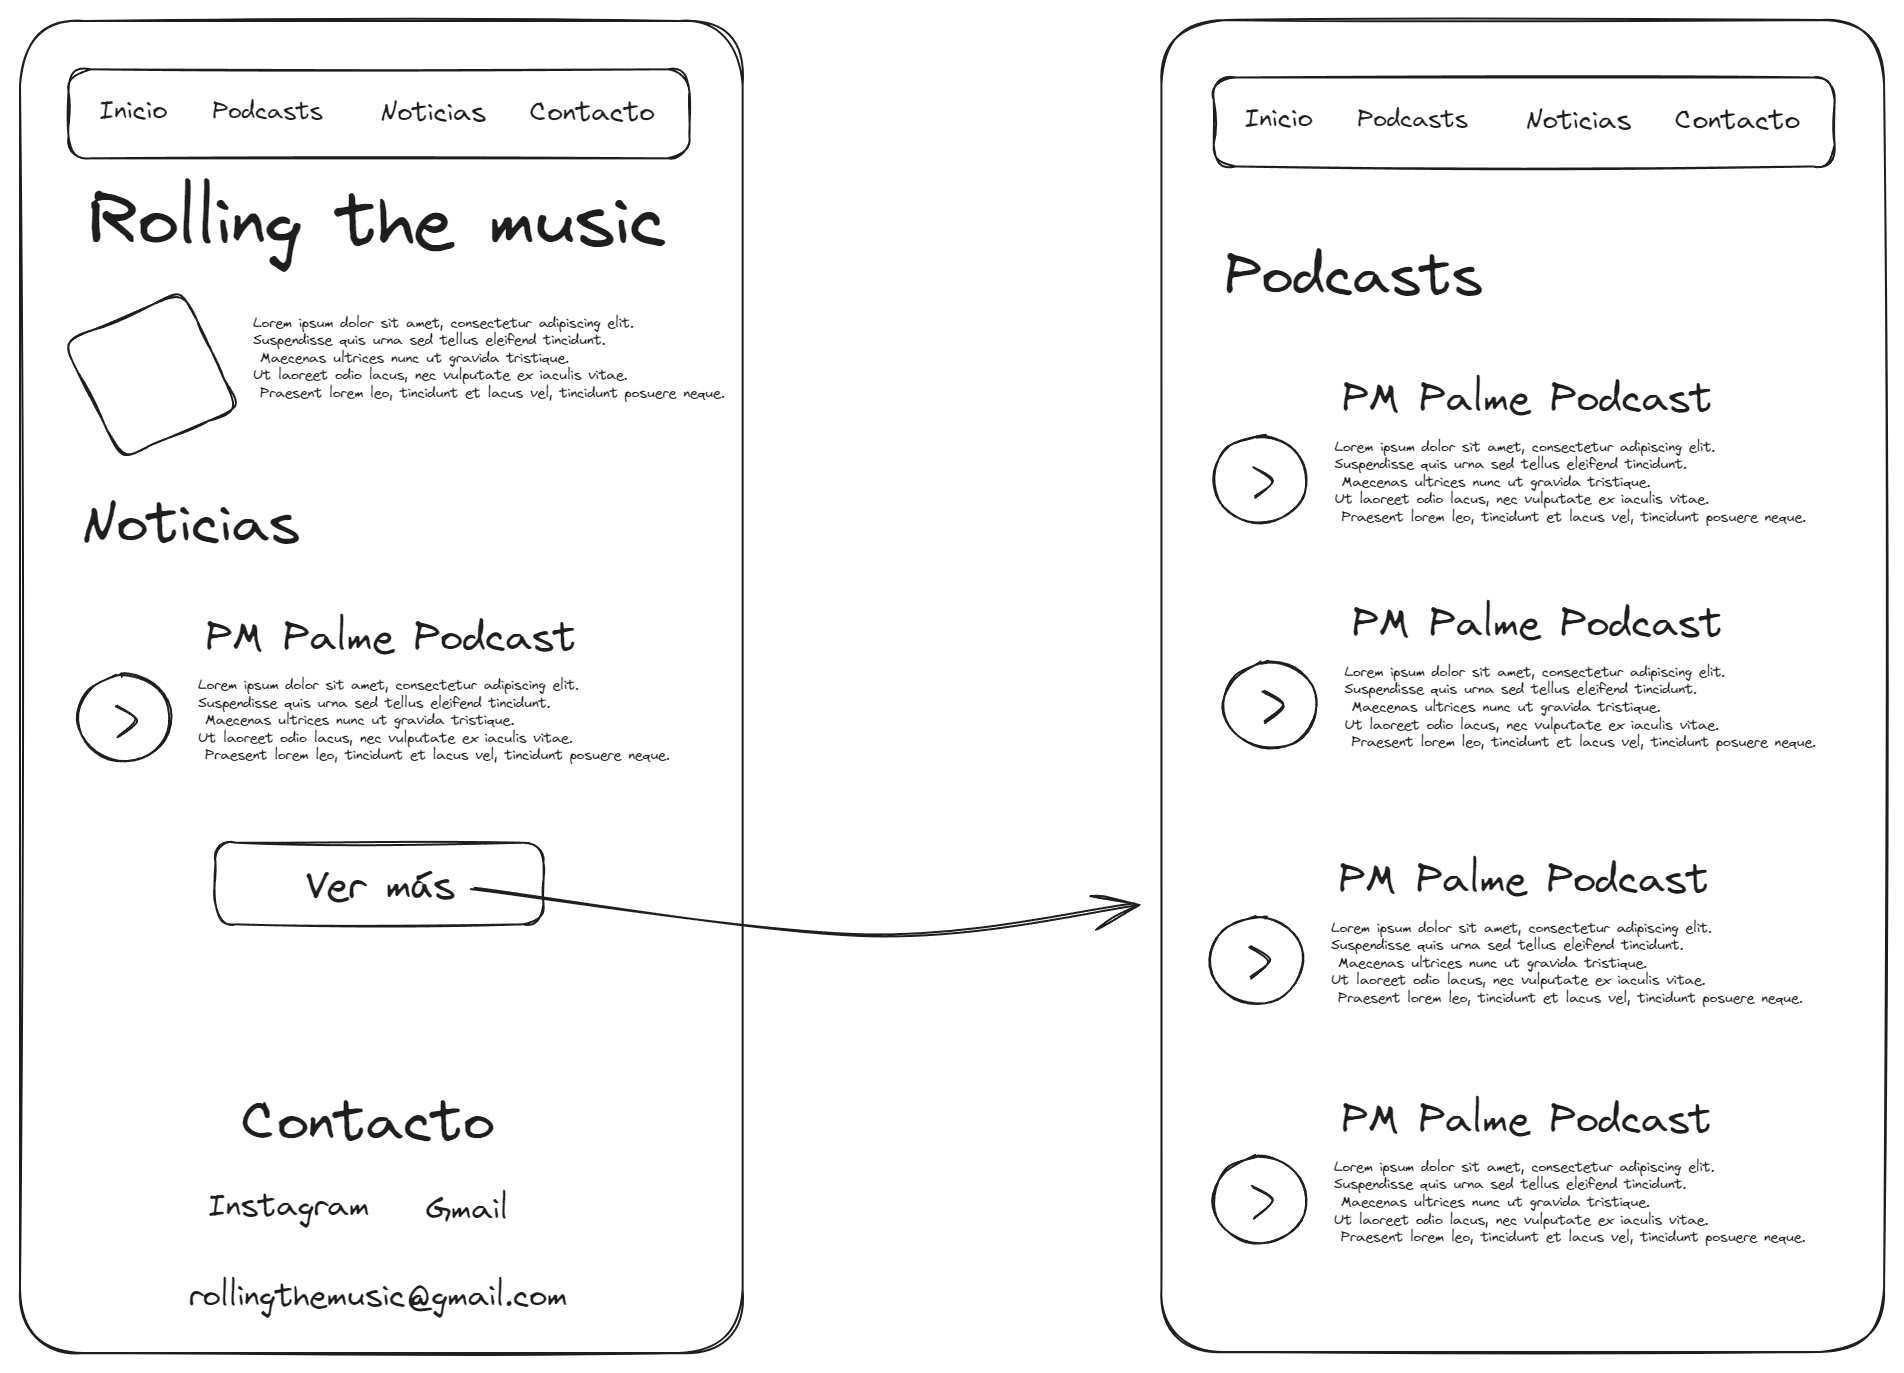 Inicio Podcasts Noticias Contacto
Rolling the music
Lorem ipsum dolor sit amet, consectetur adipiscing elit.
Suspendisse quis urna sed tellus eleifend tincidunt.
Maecenas ultrices nunc ut gravida tristique.
Ut laoreet odio lacus, nec vulputate ex iaculis vitae.
Praesent lorem leo, tincidunt et lacus vel, tincidunt posuere neque.
Noticias
PM Palme Podcast
Lorem ipsum dolor sit amet, consectetur adipiscing elit.
Suspendisse quis urna sed tellus eleifend tincidunt.
Maecenas ultrices nunc ut gravida tristique.
Ut laoreet odio lacus, nec vulputate ex iaculis vitae.
Praesent lorem leo, tincidunt et lacus vel, tincidunt posuere neque.
Ver más
Contacto
Instagram Gmail
rollingthemusic@gmail.com
Inicio Podcasts Noticias Contacto
Podcasts
PM Palme Podcast
Lorem ipsum dolor sit amet, consectetur adipiscing elit.
Suspendisse quis urna sed tellus eleifend tincidunt.
Maecenas ultrices nunc ut gravida tristique.
Ut laoreet odio lacus, nec vulputate ex iaculis vitae.
Praesent lorem leo, tincidunt et lacus vel, tincidunt posuere neque.
PM Palme Podcast
Lorem ipsum dolor sit amet, consectetur adipiscing elit.
Suspendisse quis urna sed tellus eleifend tincidunt.
Maecenas ultrices nunc ut gravida tristique.
Ut laoreet odio lacus, nec vulputate ex iaculis vitae.
Praesent lorem leo, tincidunt et lacus vel, tincidunt posuere neque.
PM Palme Podcast
Lorem ipsum dolor sit amet, consectetur adipiscing elit.
Suspendisse quis urna sed tellus eleifend tincidunt.
Maecenas ultrices nunc ut gravida tristique.
Ut laoreet odio lacus, nec vulputate ex iaculis vitae.
Praesent lorem leo, tincidunt et lacus vel, tincidunt posuere neque.
PM Palme Podcast
Lorem ipsum dolor sit amet, consectetur adipiscing elit.
Suspendisse quis urna sed tellus eleifend tincidunt.
Maecenas ultrices nunc ut gravida tristique.
Ut laoreet odio lacus, nec vulputate ex iaculis vitae.
Praesent lorem leo, tincidunt et lacus vel, tincidunt posuere neque.